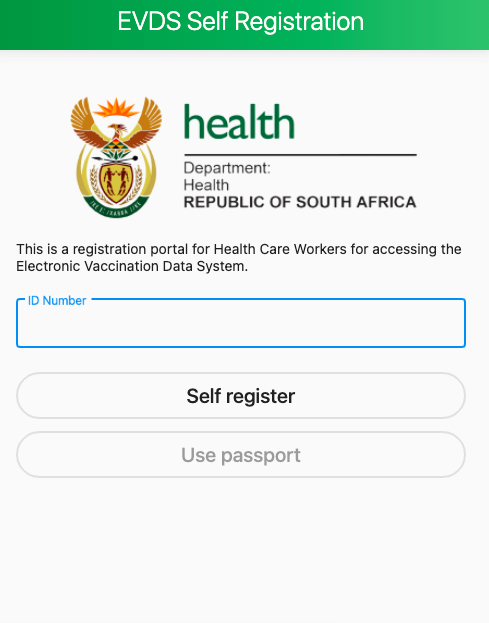 EVDS Self Registration
health
Department:
Health
REPUBLIC OF SOUTH AFRICA
This is a registration portal for Health Care Workers for accessing the
Electronic Vaccination Data System.
ID Number
Self register
Use passport